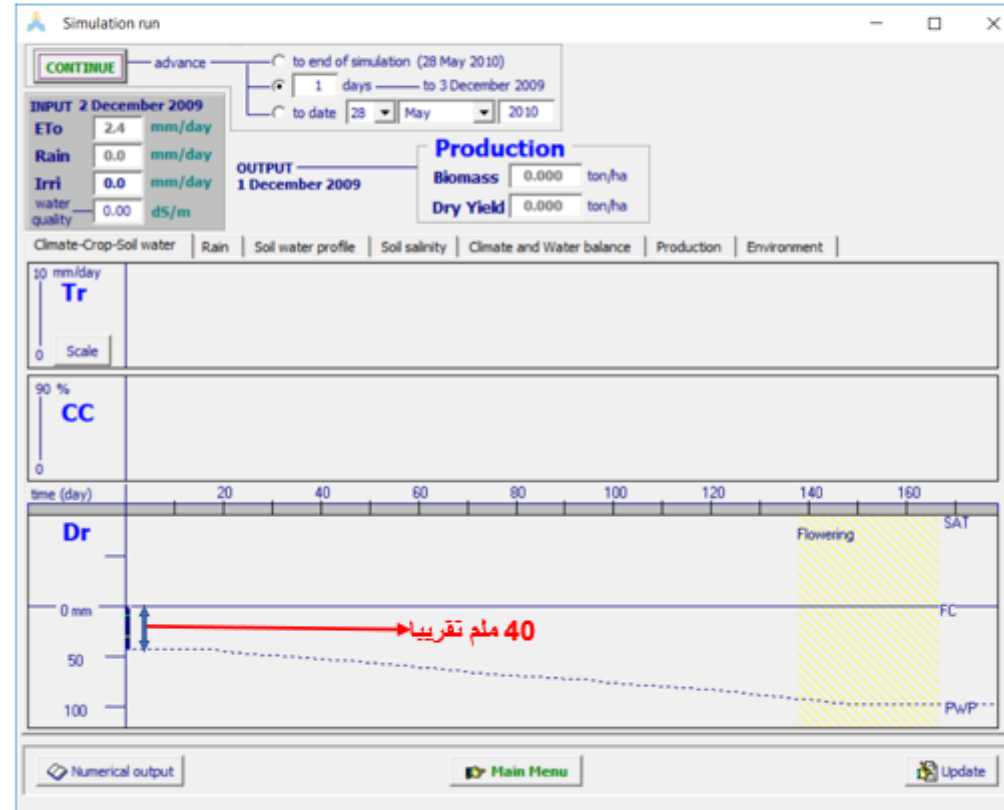 Simulation run
CONTINUE advance to end of simulation (28 May 2010)
1 days to 3 December 2009
to date 28 May 2010
INPUT 2 December 2009
ETo 2.4 mm/day
Rain 0.0 mm/day
Irri 0.0 mm/day
water quality 0.00 dS/m
OUTPUT
1 December 2009
Production
Biomass 0.000 ton/ha
Dry Yield 0.000 ton/ha
Climate-Crop-Soil water Rain Soil water profile Soil salinity Climate and Water balance Production Environment
10 mm/day
Tr
0 Scale
90 %
CC
0
time (day) 20 40 60 80 100 120 140 160
Dr
Flowering
SAT
0 mm
FC
40 ملم تقريبا
50
100
PWP
Numerical output Main Menu Update